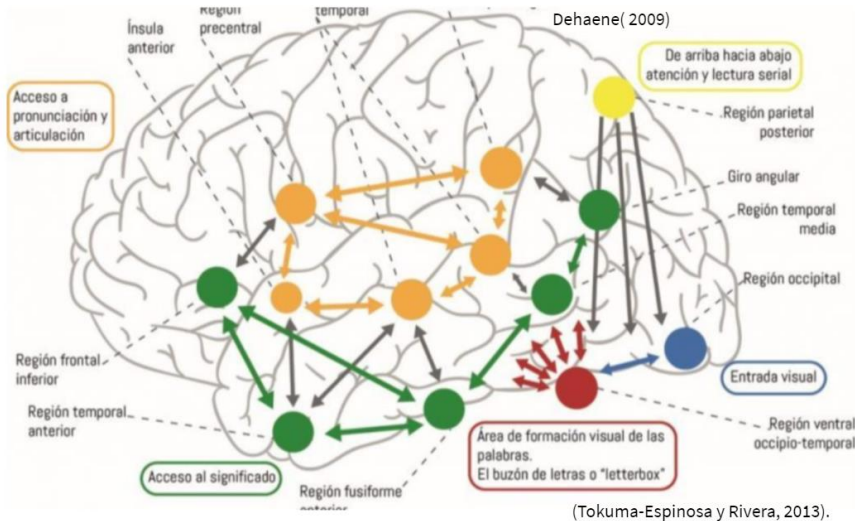 Dehaene( 2009)
Región
precentral
temporal
Ínsula
anterior
De arriba hacia abajo
atención y lectura serial
Acceso a
pronunciación y
articulación
Región parietal
posterior
Giro angular
Región temporal
media
Región occipital
Región frontal
inferior
Entrada visual
Región temporal
anterior
Región ventral
occipio-temporal
Área de formación visual de las
palabras.
El buzón de letras o "letterbox"
Acceso al significado
Región fusiforme
(Tokuma-Espinosa y Rivera, 2013).